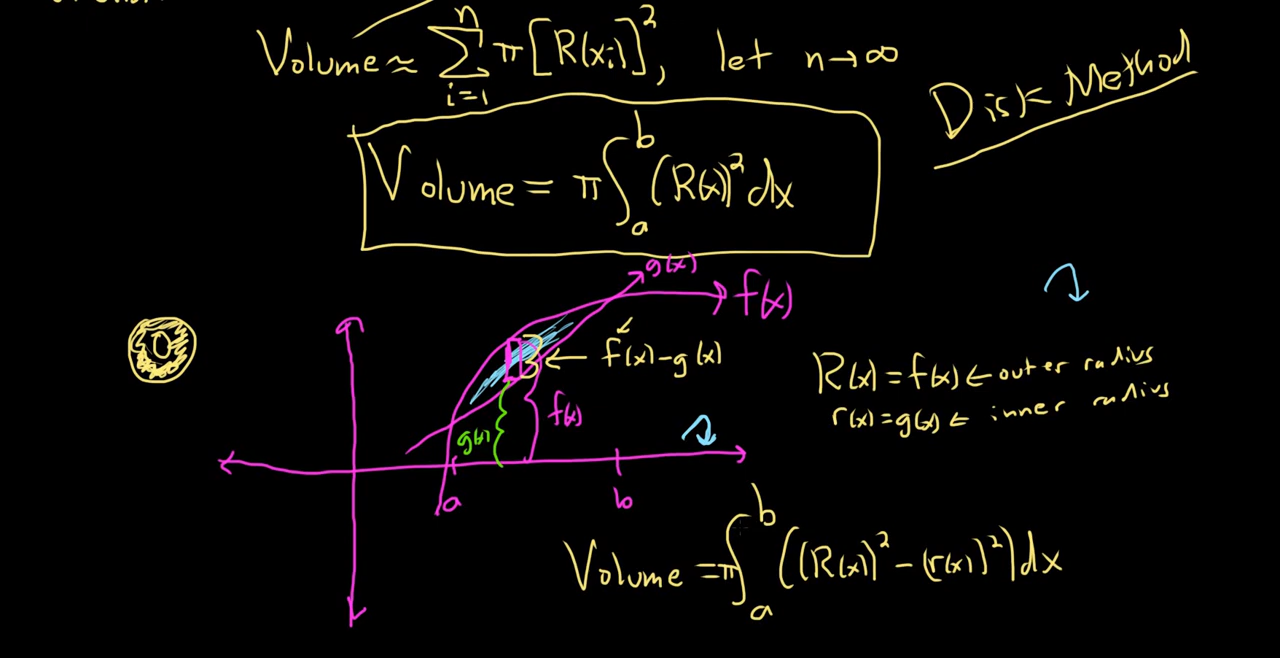 Volume ≈ ∑_{i=1}^{n} π[R(x_i)]², let n→∞
Disk Method
Volume = π∫_a^b (R(x))² dx
g(x)
f(x)
f(x)-g(x)
R(x) = f(x) ← outer radius
r(x) = g(x) ← inner radius
f(x)
g(x)
a b
Volume = π∫_a^b ((R(x))² - (r(x))²) dx